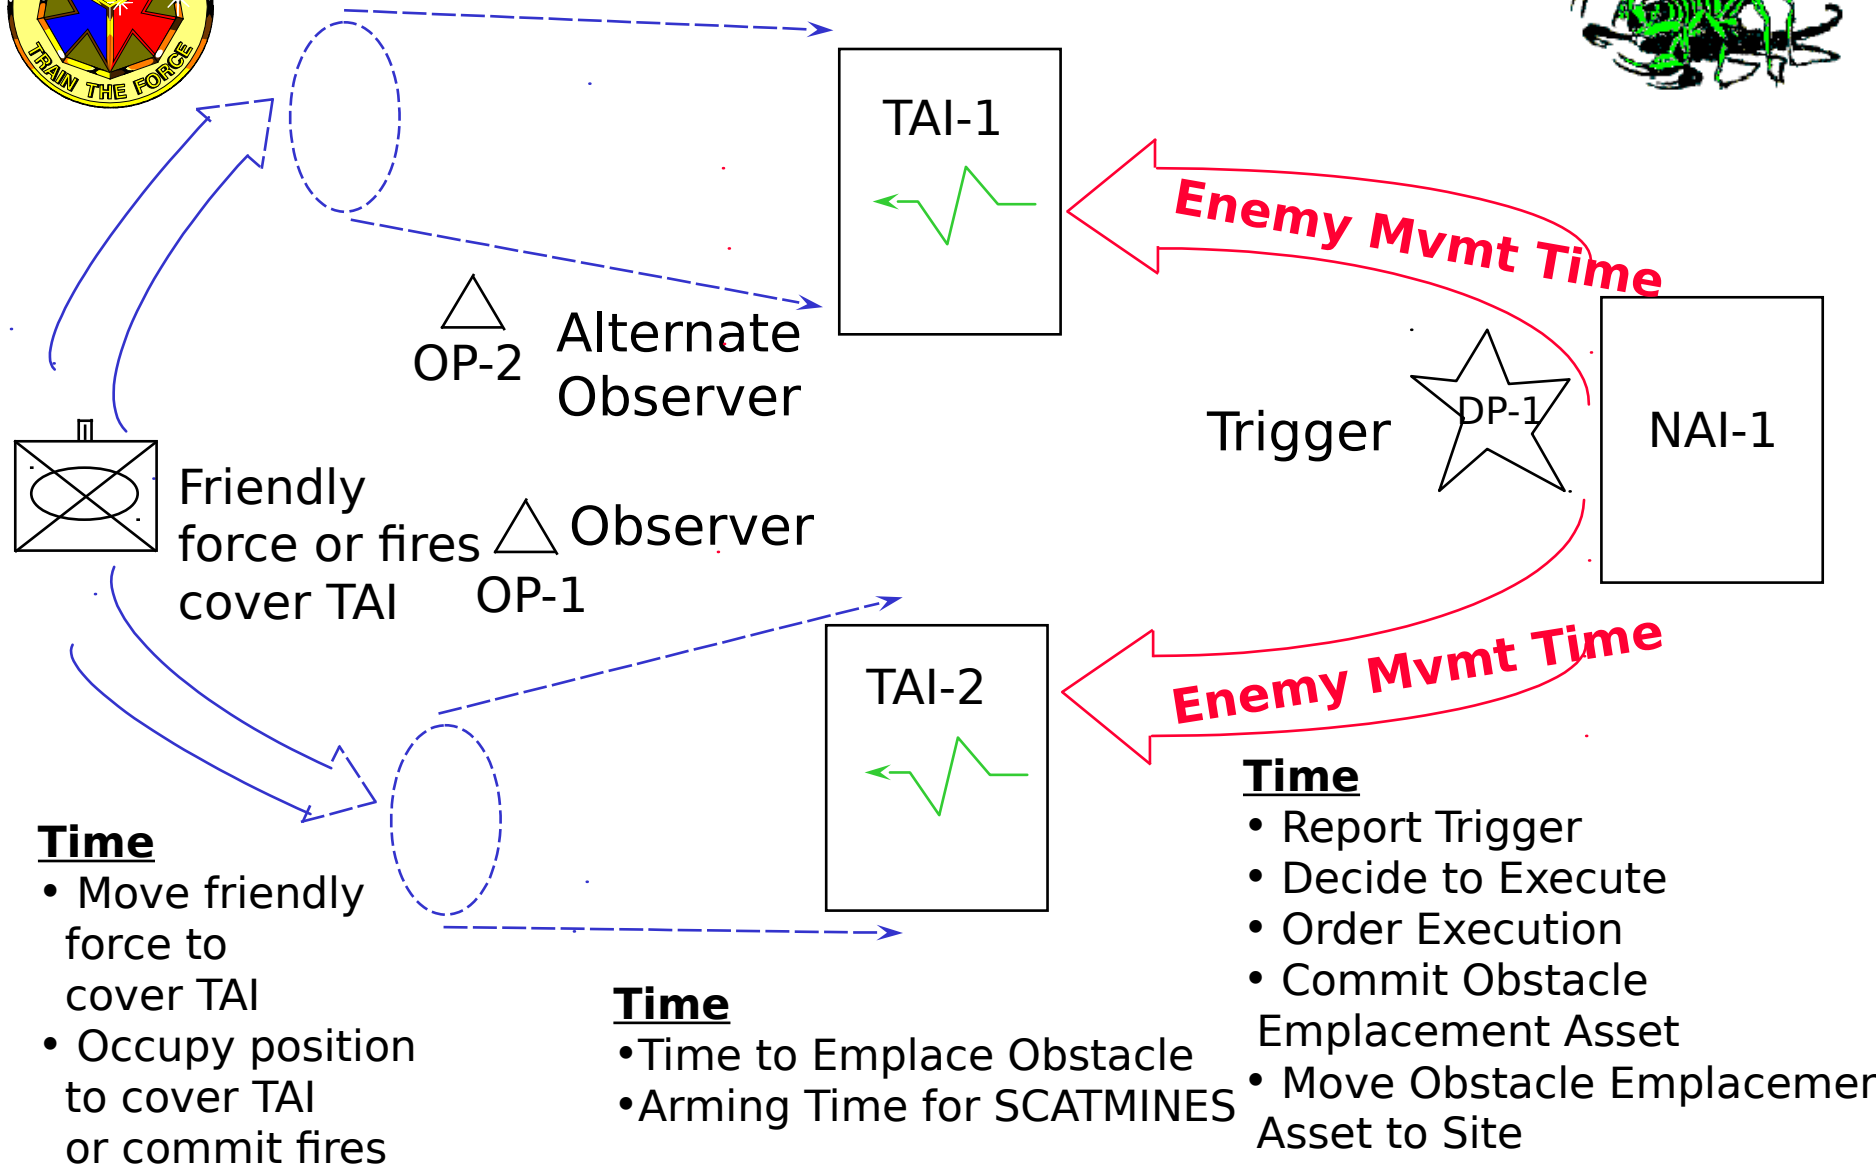 TRAIN THE FORCE
TAI-1
Enemy Mvmt Time
OP-2
Alternate
Observer
Trigger
DP-1
NAI-1
Friendly
force or fires
cover TAI
Observer
OP-1
TAI-2
Enemy Mvmt Time
Time
• Move friendly
force to
cover TAI
• Occupy position
to cover TAI
or commit fires
Time
•Time to Emplace Obstacle
•Arming Time for SCATMINES
Time
• Report Trigger
• Decide to Execute
• Order Execution
• Commit Obstacle
Emplacement Asset
• Move Obstacle Emplacemen
Asset to Site